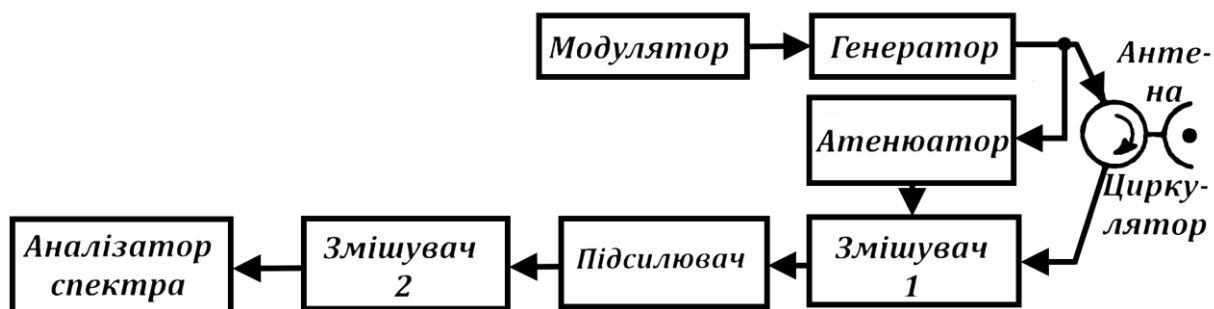 Модулятор
Генератор
Анте-
на
Атенюатор
Цирку-
лятор
Аналізатор
спектра
Змішувач
2
Підсилювач
Змішувач
1